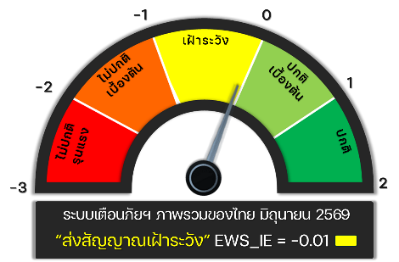 -1
0
-2
1
-3
2
ไม่ปกติ
รุนแรง
ไม่ปกติ
เบื้องต้น
เฝ้าระวัง
ปกติ
เบื้องต้น
ปกติ
ระบบเตือนภัยฯ ภาพรวมของไทย มิถุนายน 2569
“ส่งสัญญาณเฝ้าระวัง” EWS_IE = -0.01